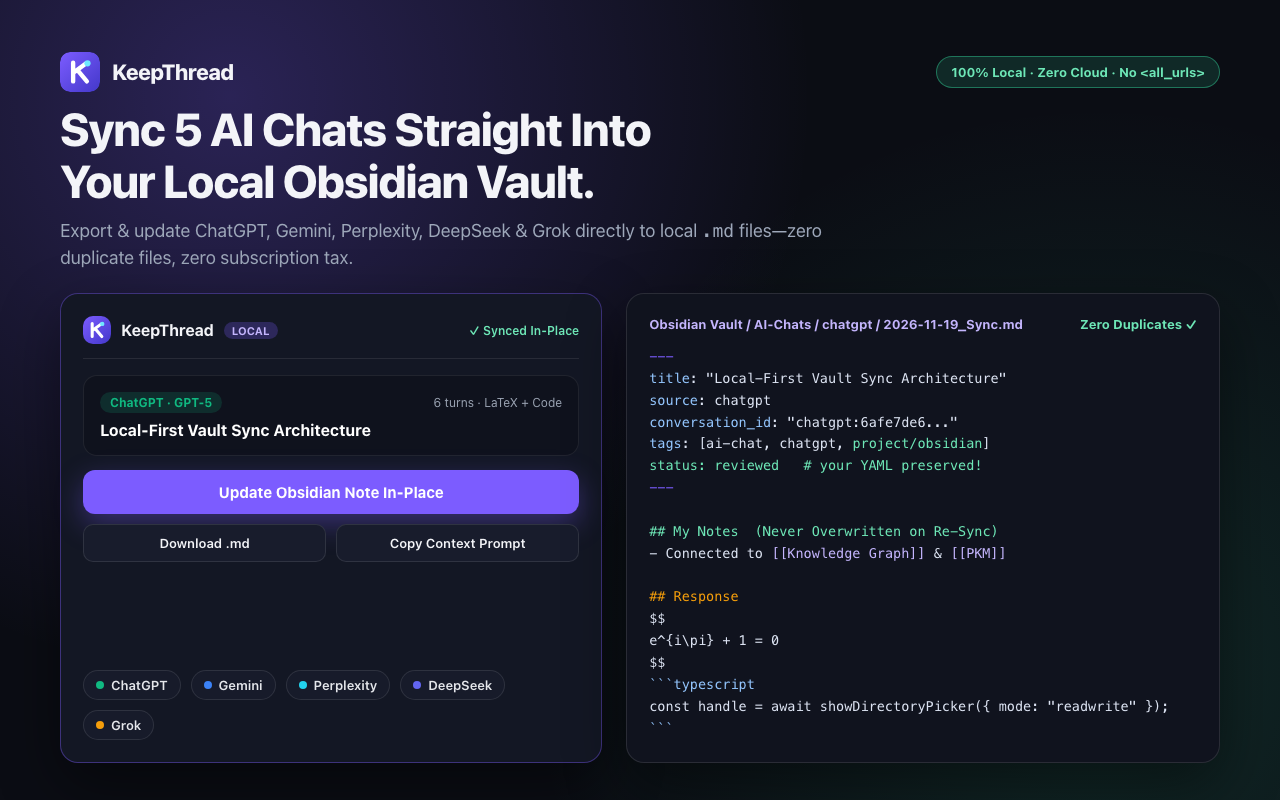 KeepThread
100% Local · Zero Cloud · No <all_urls>
Sync 5 AI Chats Straight Into
Your Local Obsidian Vault.
Export & update ChatGPT, Gemini, Perplexity, DeepSeek & Grok directly to local .md files—zero
duplicate files, zero subscription tax.
KeepThread LOCAL
✓ Synced In-Place
ChatGPT · GPT-5
6 turns · LaTeX + Code
Local-First Vault Sync Architecture
Update Obsidian Note In-Place
Download .md
Copy Context Prompt
ChatGPT
Gemini
Perplexity
DeepSeek
Grok
Obsidian Vault / AI-Chats / chatgpt / 2026-11-19_Sync.md
Zero Duplicates ✓
---
title: "Local-First Vault Sync Architecture"
source: chatgpt
conversation_id: "chatgpt:6afe7de6..."
tags: [ai-chat, chatgpt, project/obsidian]
status: reviewed   # your YAML preserved!
---
## My Notes  (Never Overwritten on Re-Sync)
- Connected to [[Knowledge Graph]] & [[PKM]]
## Response
$$
e^{i\pi} + 1 = 0
$$
```typescript
const handle = await showDirectoryPicker({ mode: "readwrite" });
```